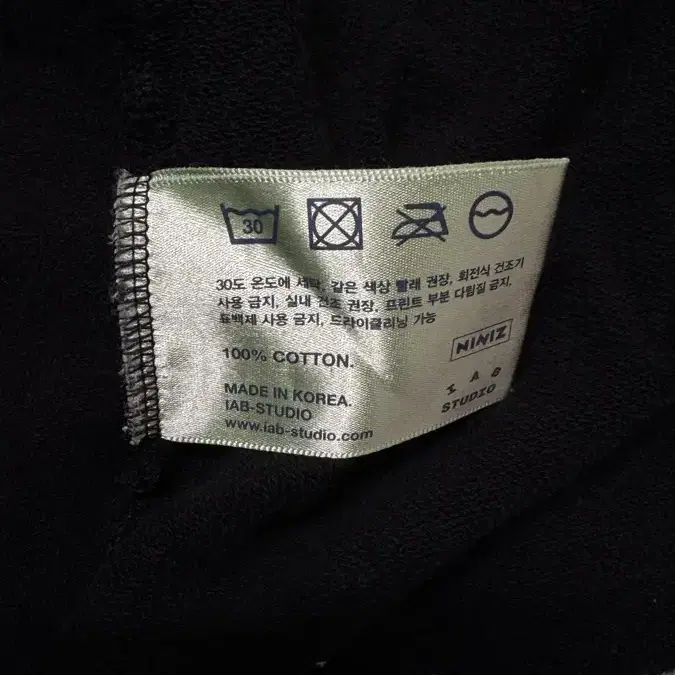 30
30도 온도에 세탁, 같은 색상 빨래 권장, 회전식 건조기
사용 금지, 실내 건조 권장, 프린트 부분 다림질 금지,
표백제 사용 금지, 드라이클리닝 가능
100% COTTON.
NINIZ
MADE IN KOREA.
IAB-STUDIO
www.iab-studio.com
IAB
STUDIO